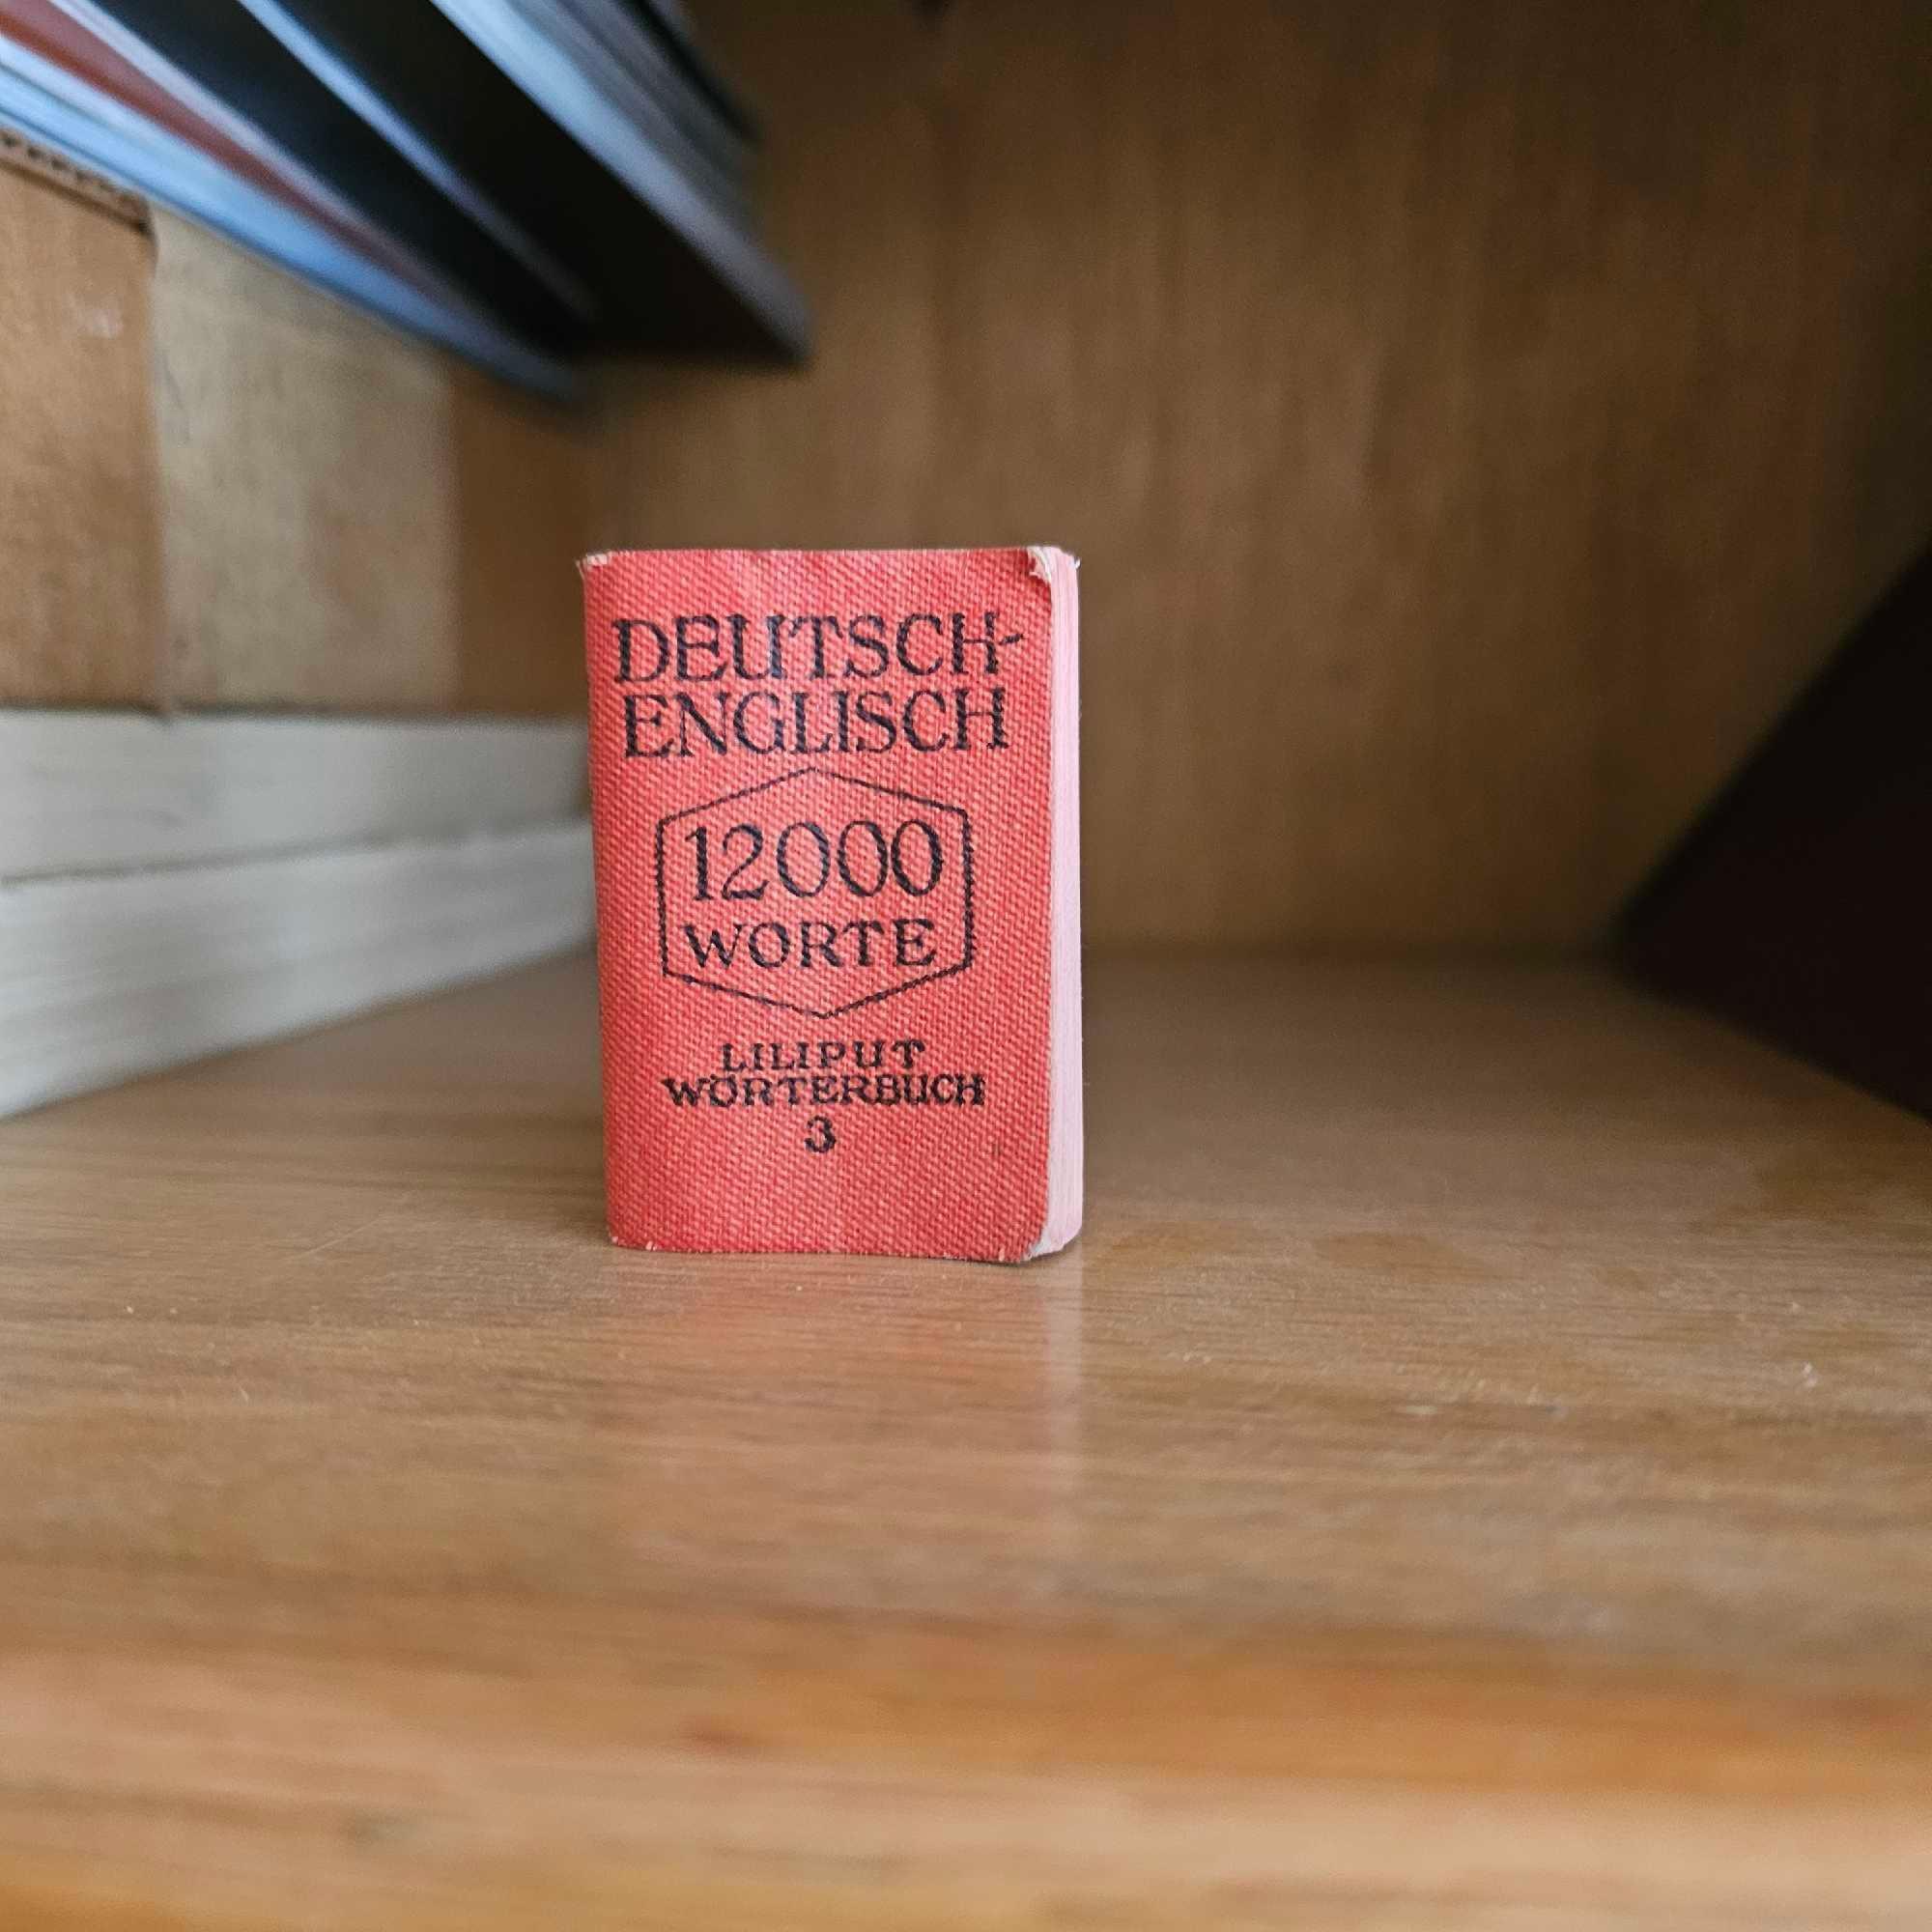 DEUTSCH-
ENGLISCH
12000
WORTE
LILIPUT
WÖRTERBUCH
3